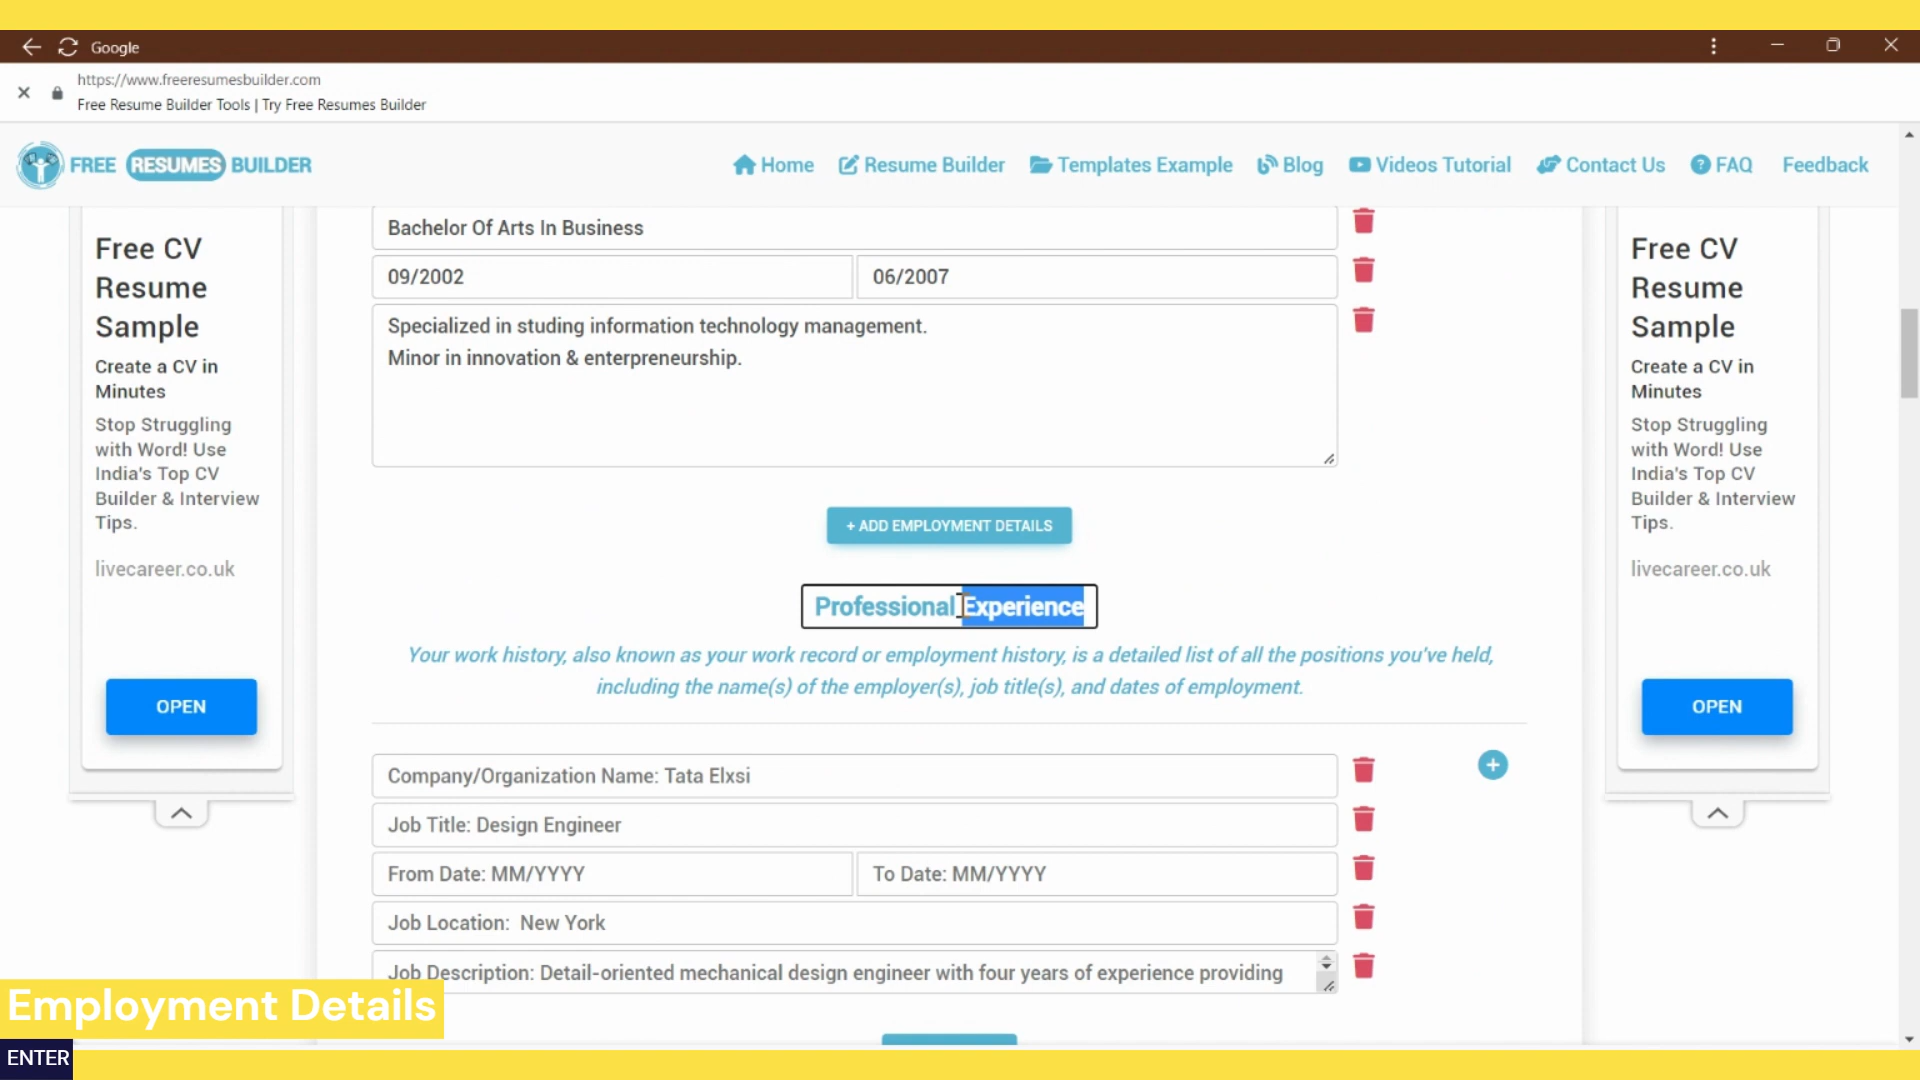 Google
https://www.freeresumesbuilder.com
Free Resume Builder Tools | Try Free Resumes Builder
FREE RESUMES BUILDER
Home Resume Builder Templates Example Blog Videos Tutorial Contact Us FAQ Feedback
Free CV
Resume
Sample
Create a CV in
Minutes
Stop Struggling
with Word! Use
India's Top CV
Builder & Interview
Tips.
livecareer.co.uk
OPEN
Bachelor Of Arts In Business
09/2002 06/2007
Specialized in studing information technology management.
Minor in innovation & enterpreneurship.
+ ADD EMPLOYMENT DETAILS
Professional Experience
Your work history, also known as your work record or employment history, is a detailed list of all the positions you've held,
including the name(s) of the employer(s), job title(s), and dates of employment.
Company/Organization Name: Tata Elxsi
Job Title: Design Engineer
From Date: MM/YYYY To Date: MM/YYYY
Job Location: New York
Job Description: Detail-oriented mechanical design engineer with four years of experience providing
Free CV
Resume
Sample
Create a CV in
Minutes
Stop Struggling
with Word! Use
India's Top CV
Builder & Interview
Tips.
livecareer.co.uk
OPEN
Employment Details
ENTER